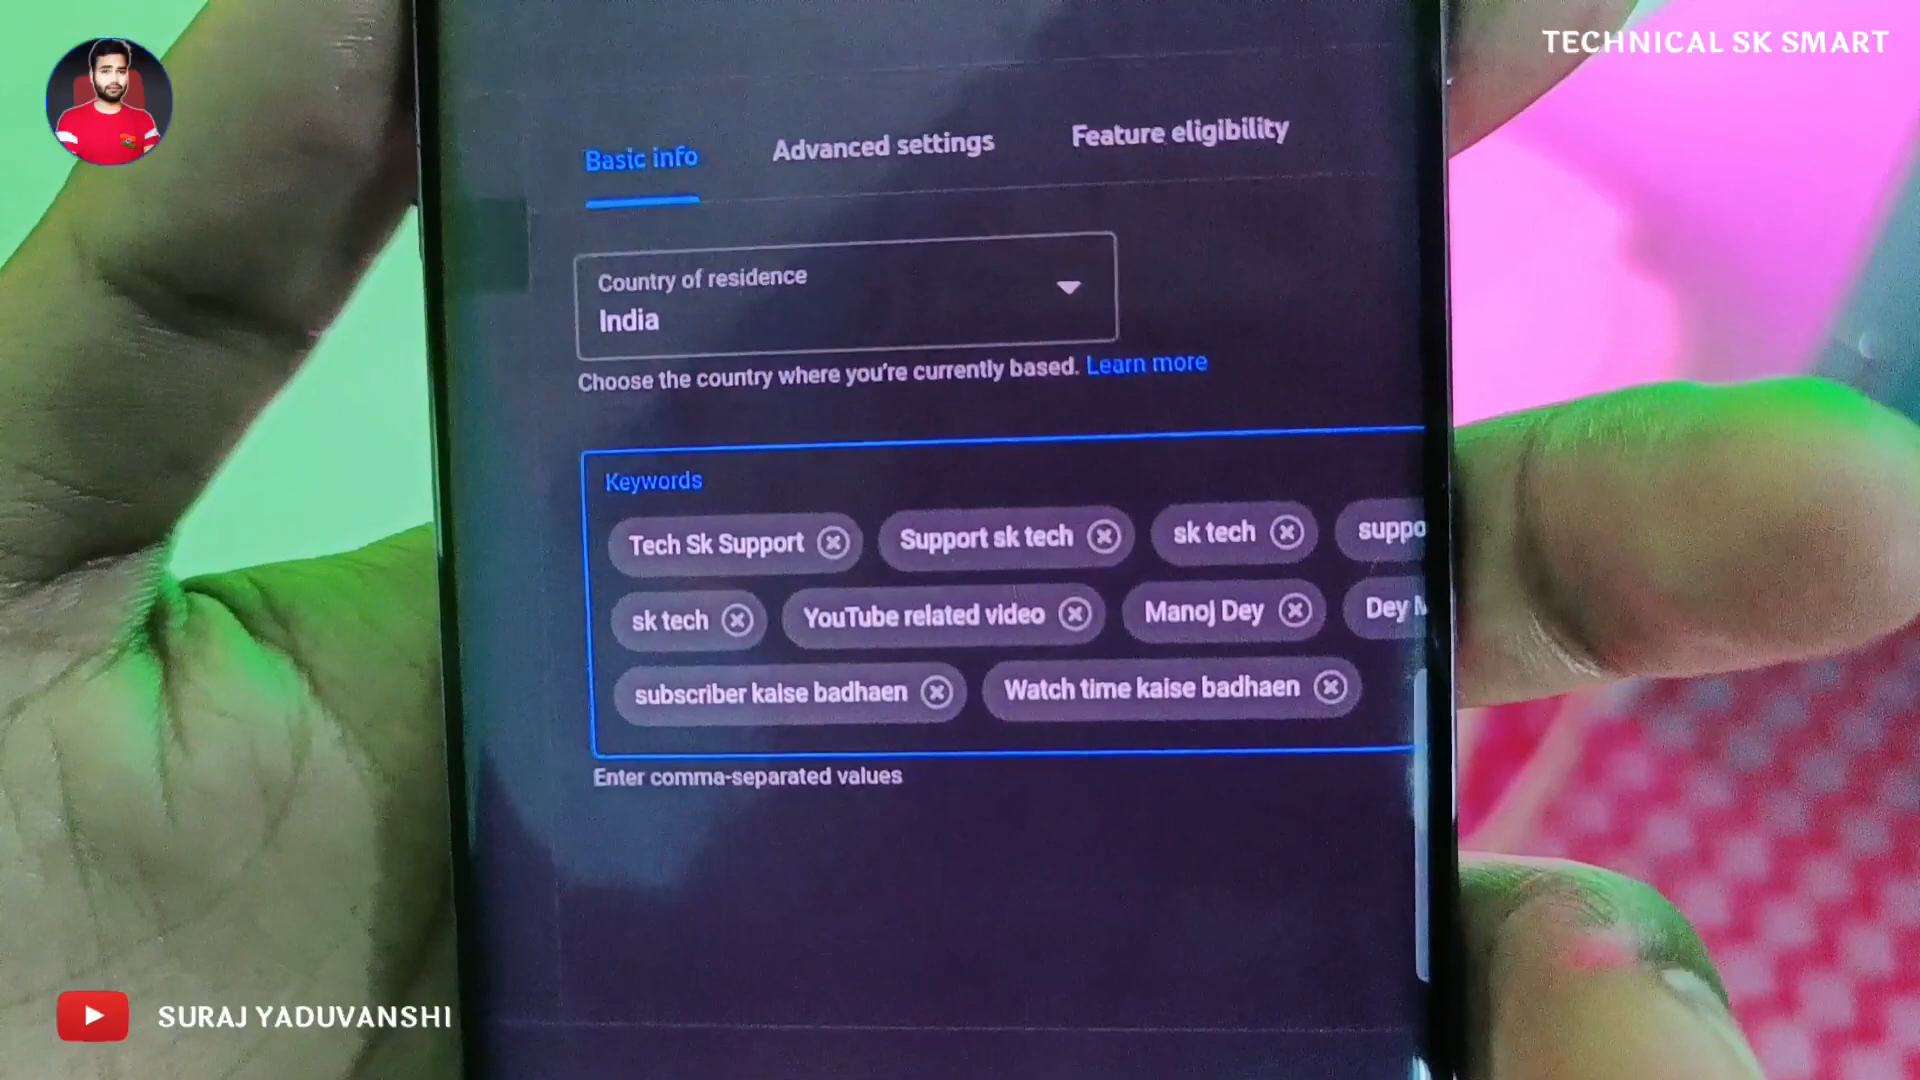 TECHNICAL SK SMART
Basic info Advanced settings Feature eligibility
Country of residence
India
Choose the country where you're currently based. Learn more
Keywords
Tech Sk Support Support sk tech sk tech suppo
sk tech YouTube related video Manoj Dey Dey
subscriber kaise badhaen Watch time kaise badhaen
Enter comma-separated values
SURAJ YADUVANSHI